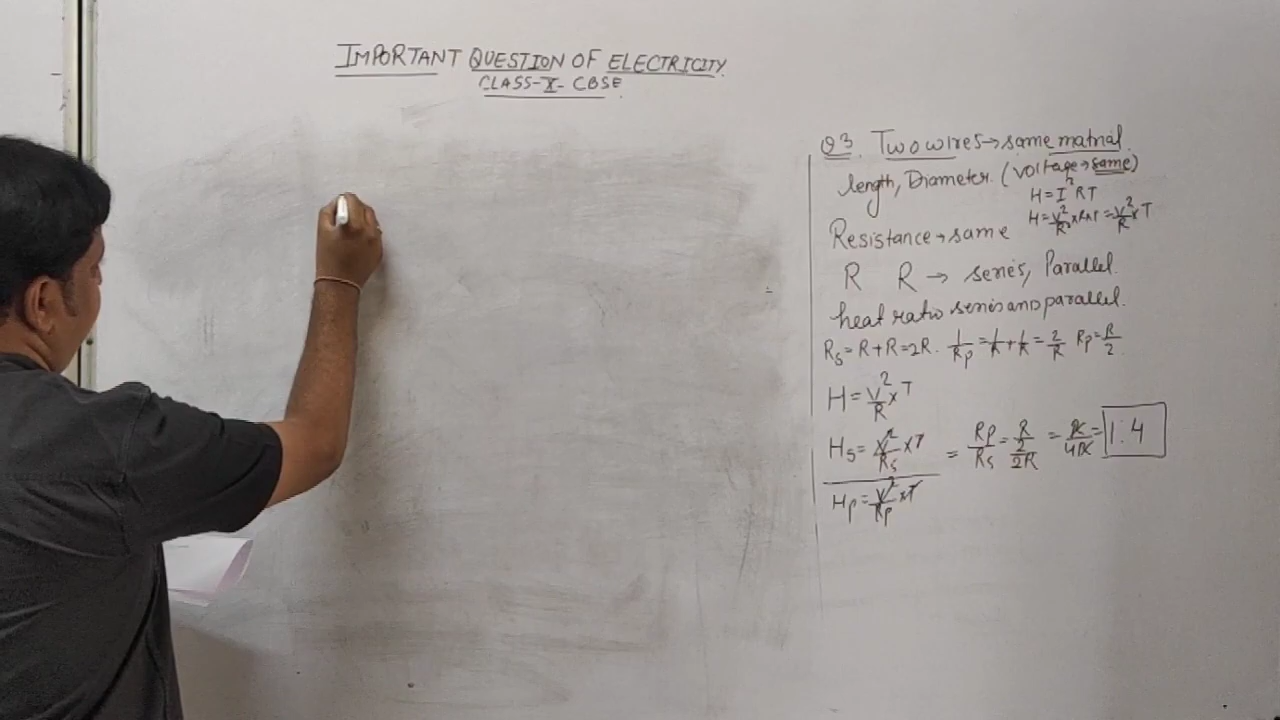 IMPORTANT QUESTION OF ELECTRICITY
CLASS-X-CBSE
Q3. Two wires→same matrial
length, Diameter. (voltage→same)
H=I²RT
H=V²/R²×R×T=V²/R×T
Resistance→same
R R → series, Parallel.
heat ratio series and parallel.
Rs=R+R=2R. 1/Rp=1/R+1/R=2/R Rp=R/2
H=V²/R×T
Hs=V²/Rs×T
Hp=V²/Rp×T
=Rp/Rs=R/2/2R=R/4R=1:4